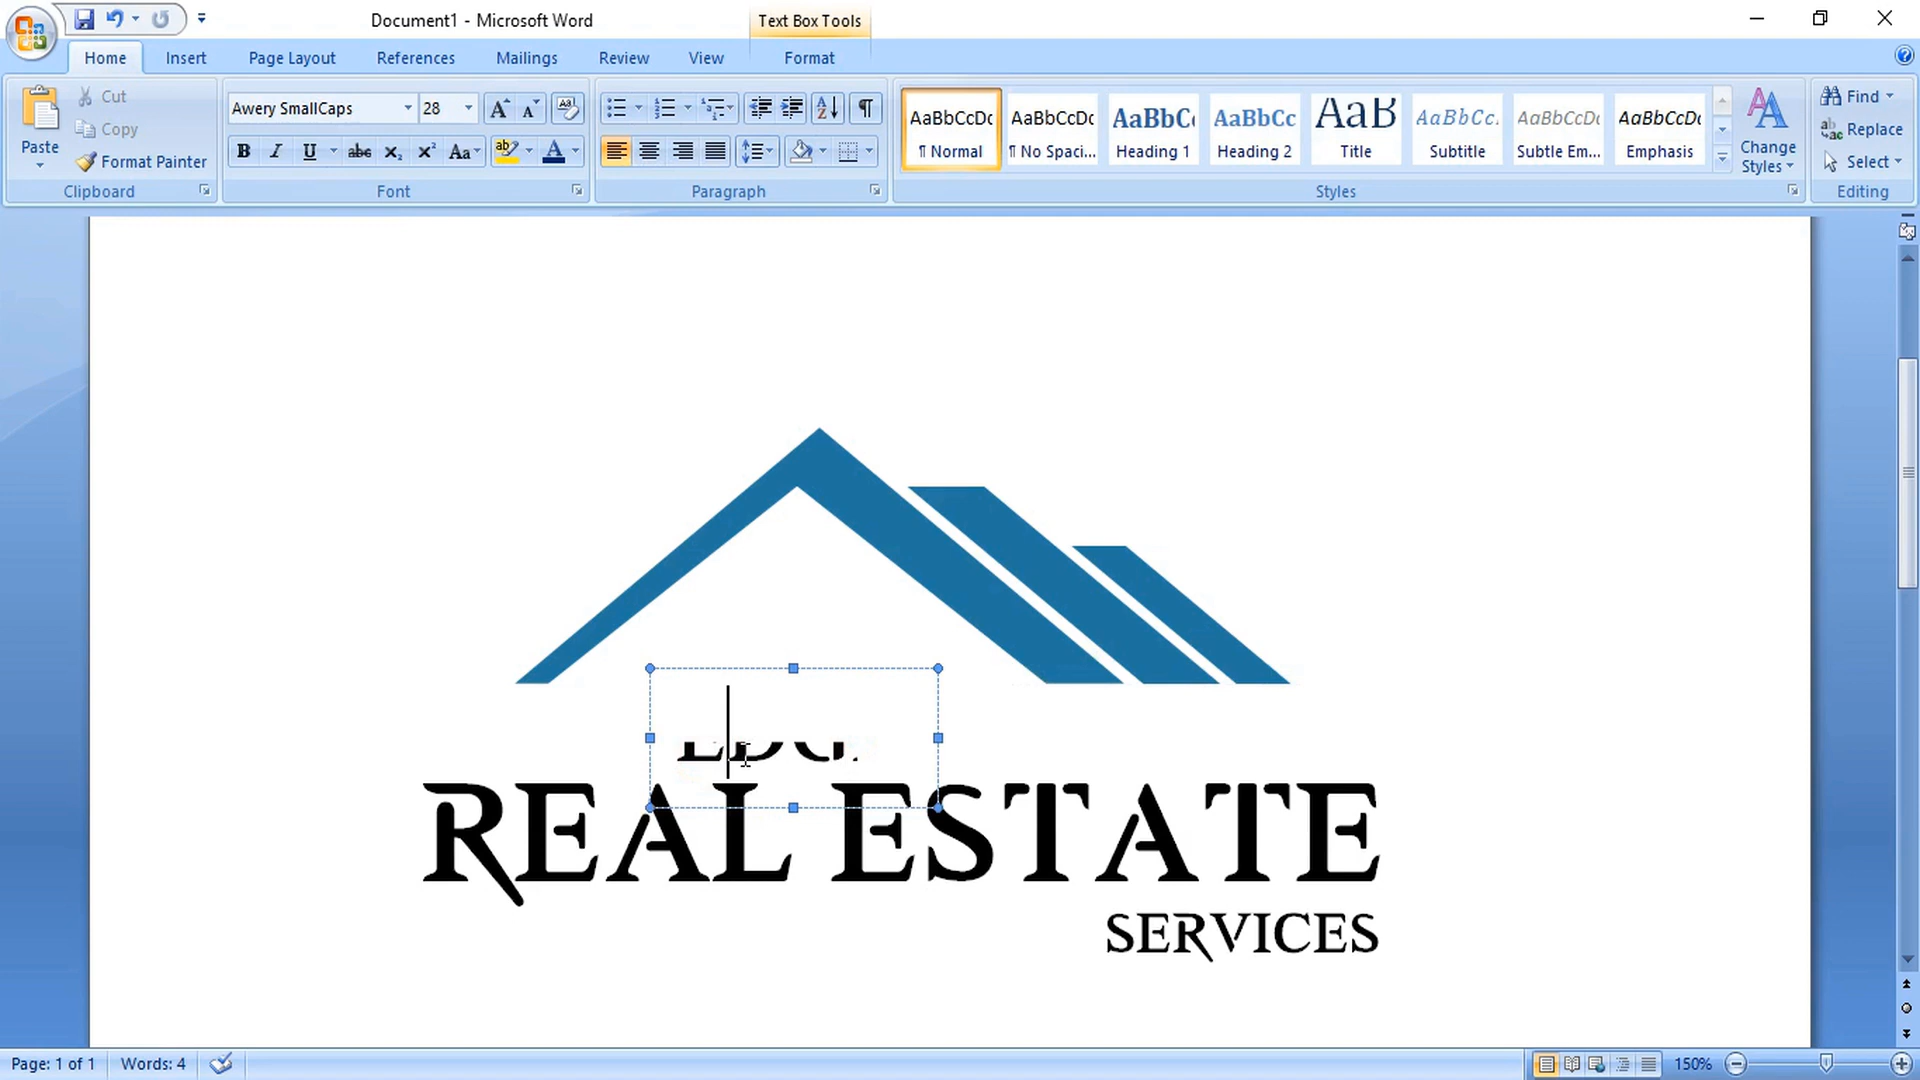 Document1 - Microsoft Word
Text Box Tools
Home Insert Page Layout References Mailings Review View Format
Cut
Copy
Format Painter
Paste
Clipboard
Awery SmallCaps 28
Font
Paragraph
AaBbCcDc AaBbCcDc AaBbC AaBbCc AaB AaBbCc. AaBbCcDc AaBbCcDc
¶ Normal ¶ No Spaci... Heading 1 Heading 2 Title Subtitle Subtle Em... Emphasis
Change Styles
Styles
Find
Replace
Select
Editing
REAL ESTATE
SERVICES
Page: 1 of 1 Words: 4 150%